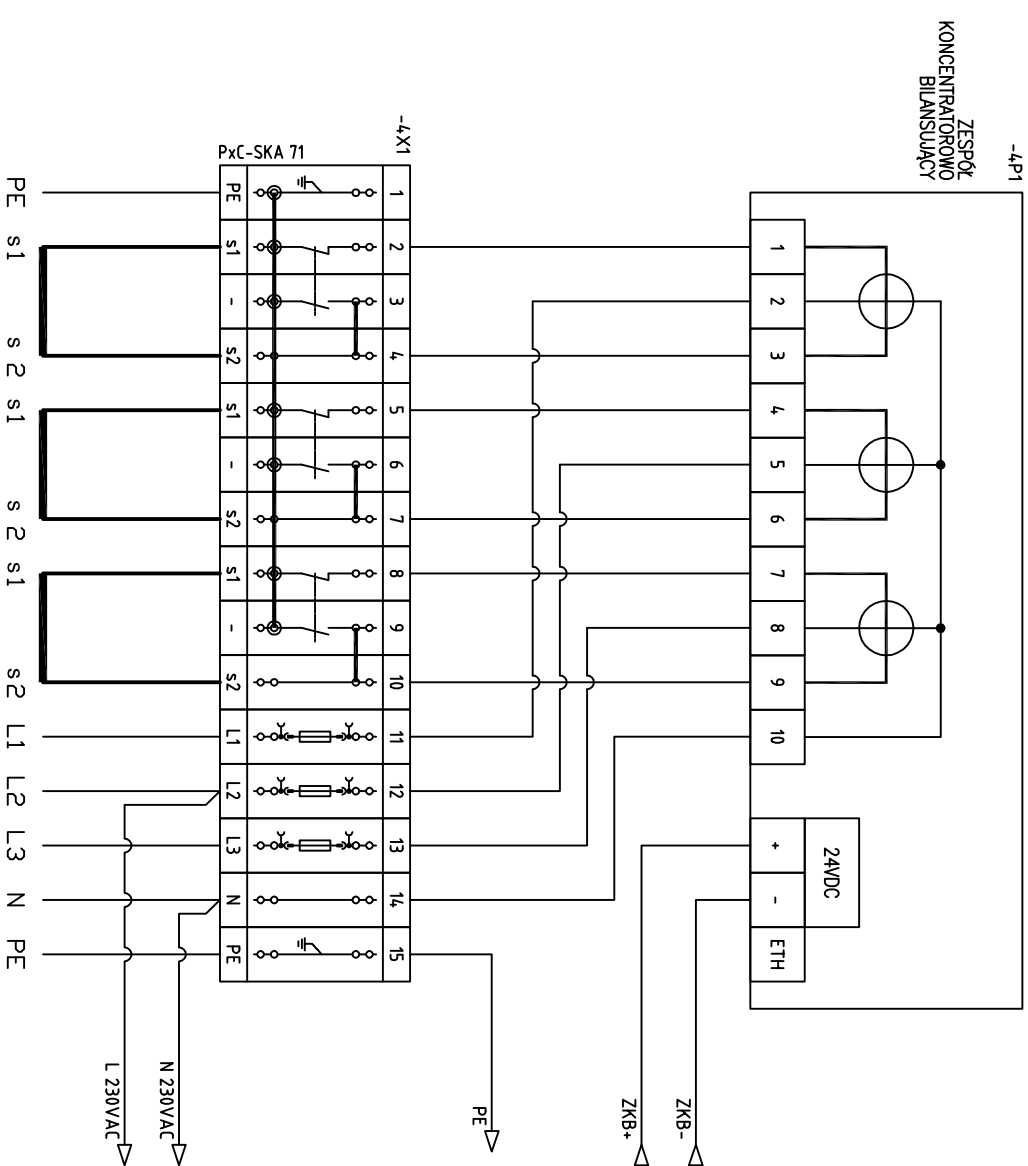 -4P1
ZESPÓŁ
KONCENTRATOROWO
BILANSUJĄCY
1
2
3
4
5
6
7
8
9
10
24VDC
+
-
ETH
-4X1
PxC-SKA 71
1
2
3
4
5
6
7
8
9
10
11
12
13
14
15
PE
s1
-
s2
s1
-
s2
s1
-
s2
L1
L2
L3
N
PE
PE
s1
s2
s1
s2
s1
s2
L1
L2
L3
N
PE
ZKB-
ZKB+
PE
N 230VAC
L 230VAC